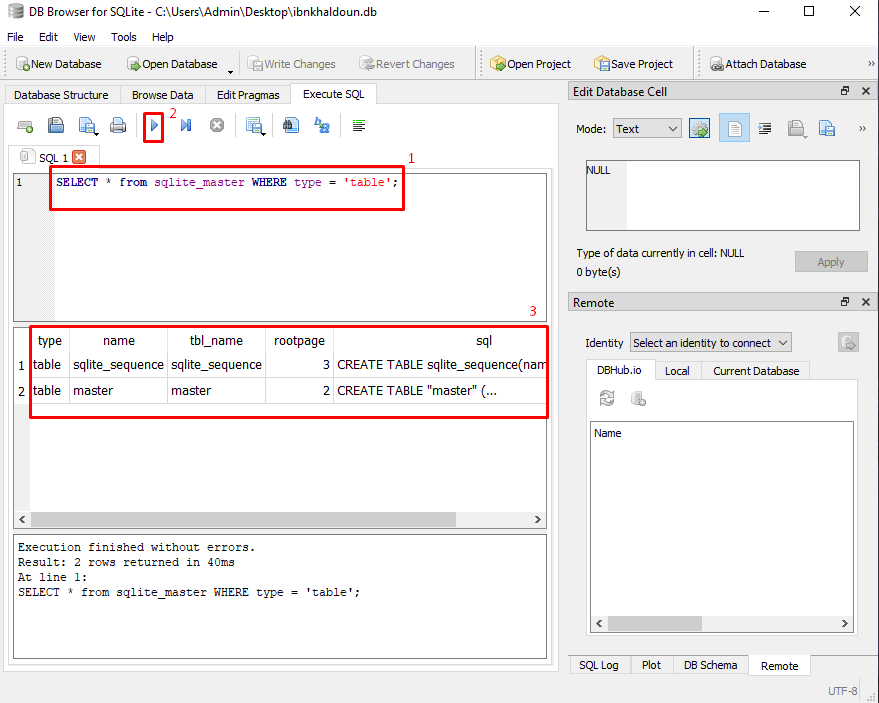 DB Browser for SQLite - C:\Users\Admin\Desktop\ibnkhaldoun.db
File Edit View Tools Help
New Database Open Database Write Changes Revert Changes Open Project Save Project Attach Database »
Database Structure Browse Data Edit Pragmas Execute SQL
2
SQL 1
1
1 SELECT * from sqlite_master WHERE type = 'table';
3
type name tbl_name rootpage sql
1 table sqlite_sequence sqlite_sequence 3 CREATE TABLE sqlite_sequence(nam
2 table master master 2 CREATE TABLE "master" (...
Execution finished without errors.
Result: 2 rows returned in 40ms
At line 1:
SELECT * from sqlite_master WHERE type = 'table';
Edit Database Cell
Mode: Text »
NULL
Type of data currently in cell: NULL
0 byte(s)
Apply
Remote
Identity Select an identity to connect
DBHub.io Local Current Database
Name
SQL Log Plot DB Schema Remote
UTF-8